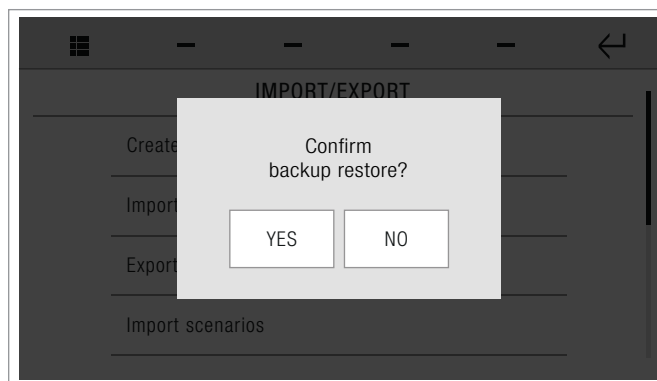 IMPORT/EXPORT
Create
Confirm
backup restore?
Import
YES
NO
Export
Import scenarios